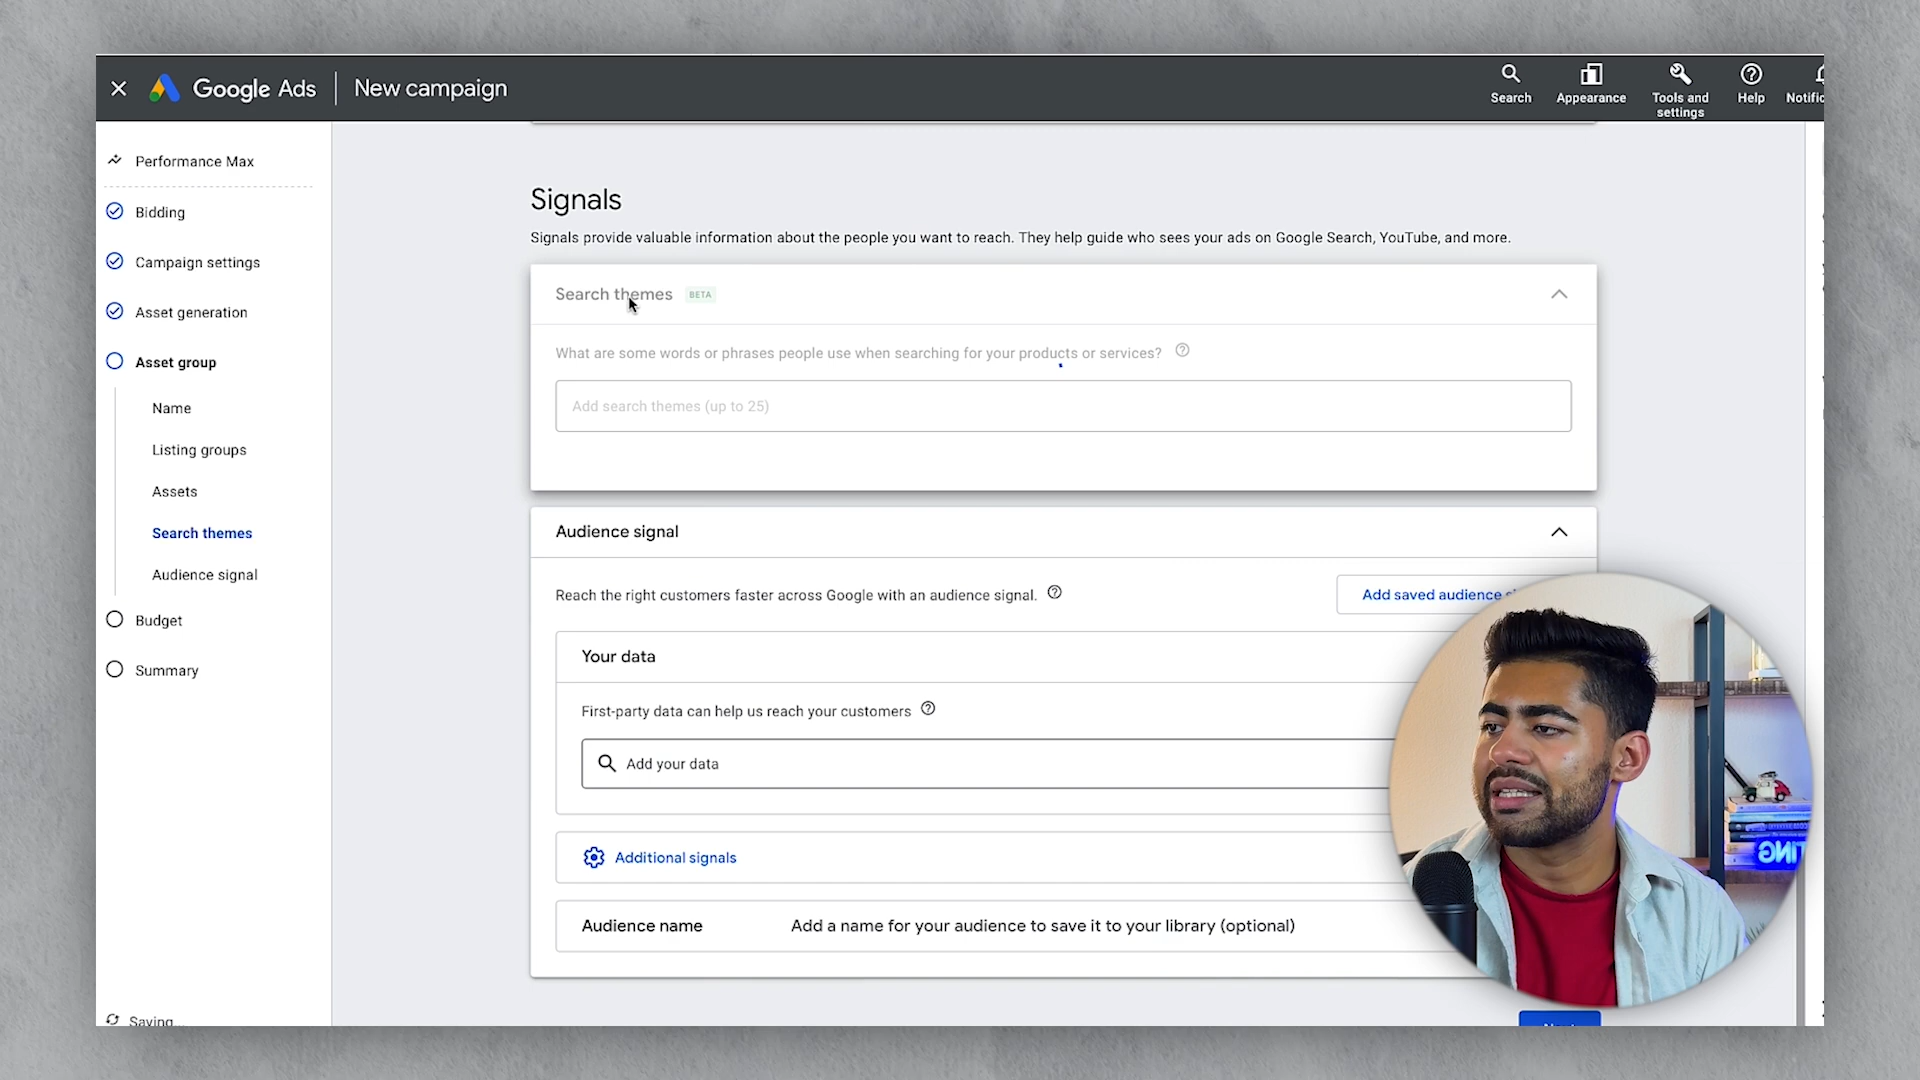 Google Ads
New campaign
Search
Appearance
Tools and
settings
Help
Performance Max
Bidding
Campaign settings
Asset generation
Asset group
Name
Listing groups
Assets
Search themes
Audience signal
Budget
Summary
Saving...
Signals
Signals provide valuable information about the people you want to reach. They help guide who sees your ads on Google Search, YouTube, and more.
Search themes BETA
What are some words or phrases people use when searching for your products or services?
Add search themes (up to 25)
Audience signal
Reach the right customers faster across Google with an audience signal.
Add saved audience
Your data
First-party data can help us reach your customers
Add your data
Additional signals
Audience name
Add a name for your audience to save it to your library (optional)